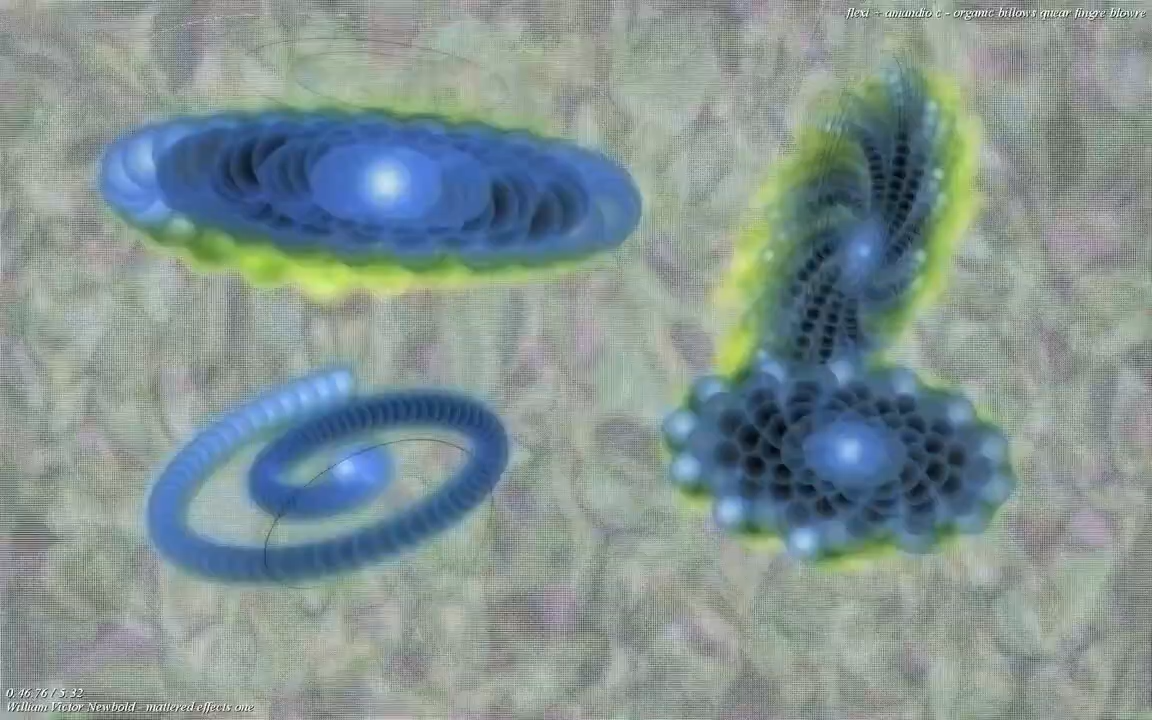 flexi + amandio c - organic billows quear fingre blowre
0:46.76 / 5:32
William Victor Newbold - mattered effects one